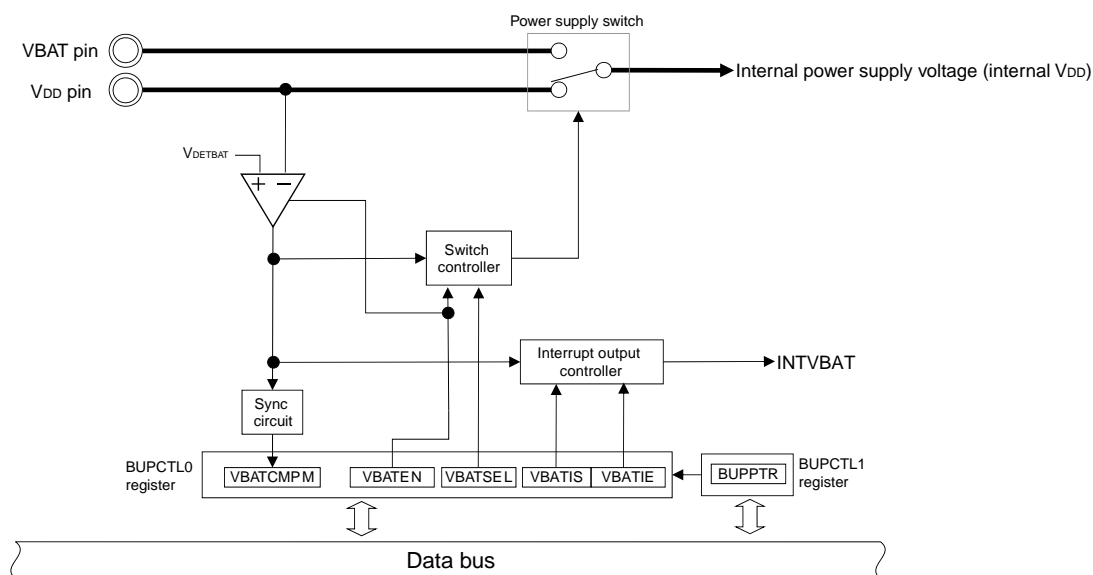 Power supply switch
VBAT pin
VDD pin
Internal power supply voltage (internal VDD)
VDETBAT
+ −
Switch
controller
Interrupt output
controller
INTVBAT
Sync
circuit
BUPCTL0
register
VBATCMPM
VBATEN
VBATSEL
VBATIS
VBATIE
BUPPTR
BUPCTL1
register
Data bus